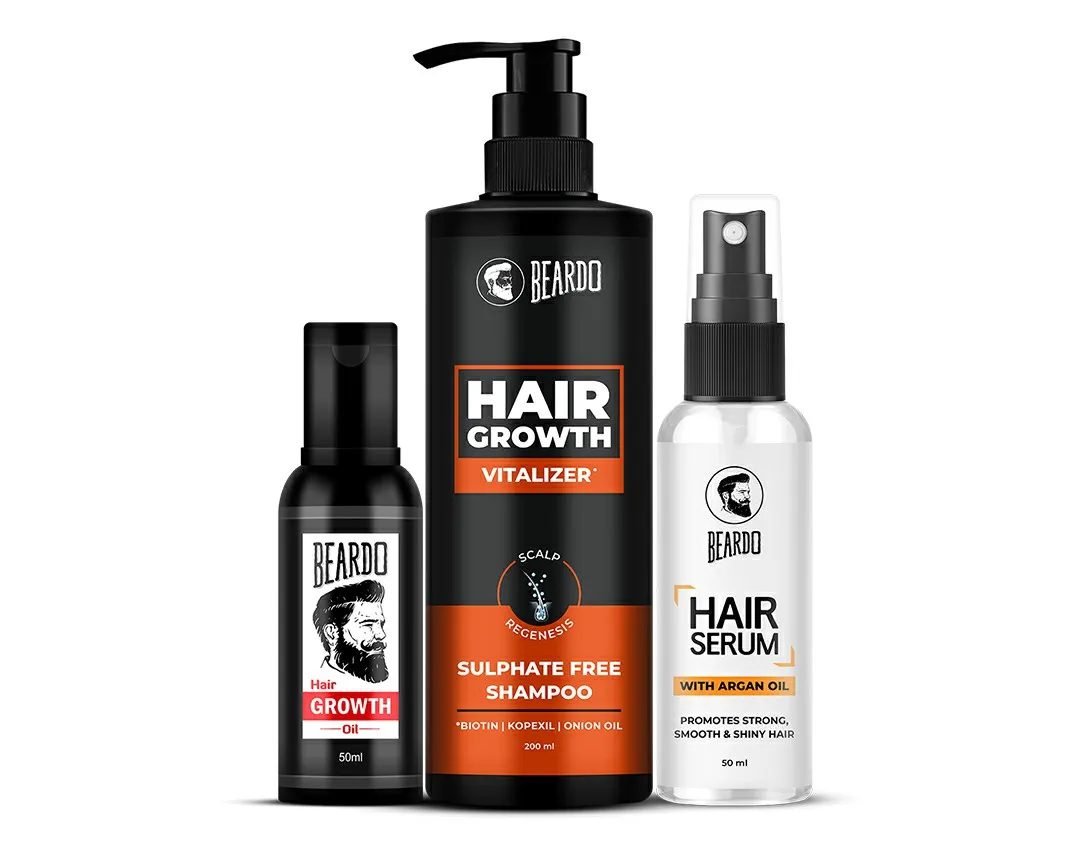 BEARDO
Hair
GROWTH
Oil
50ml
BEARDO
HAIR
GROWTH
VITALIZER*
SCALP
REGENESIS
SULPHATE FREE
SHAMPOO
*BIOTIN | KOPEXIL | ONION OIL
200 ml
BEARDO
HAIR
SERUM
WITH ARGAN OIL
PROMOTES STRONG,
SMOOTH & SHINY HAIR
50 ml